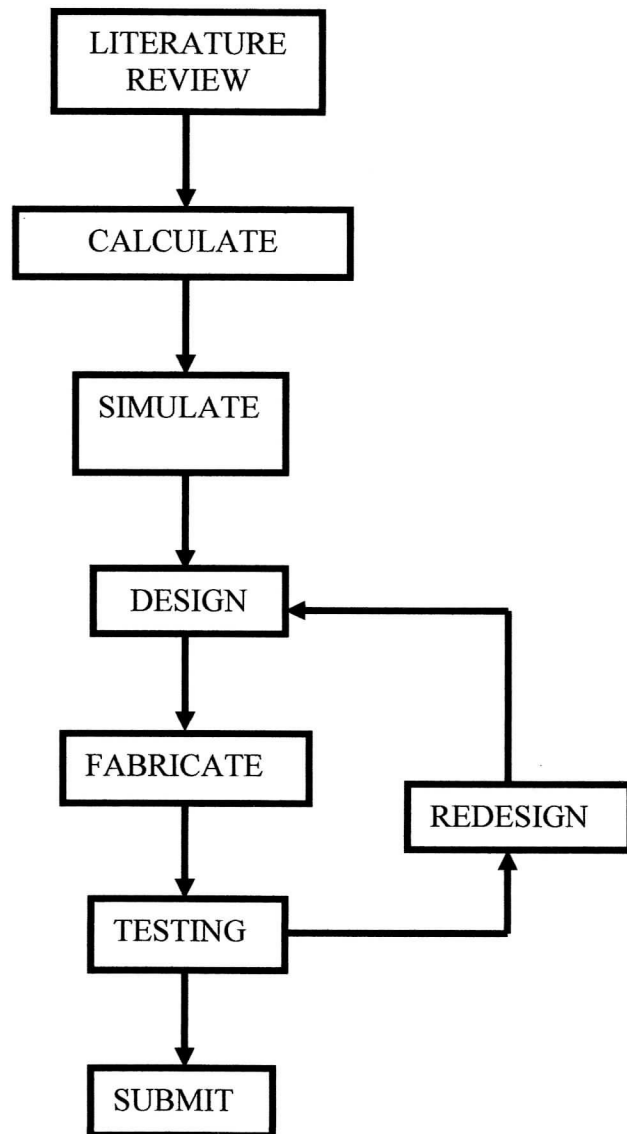 LITERATURE
REVIEW
CALCULATE
SIMULATE
DESIGN
FABRICATE
REDESIGN
TESTING
SUBMIT